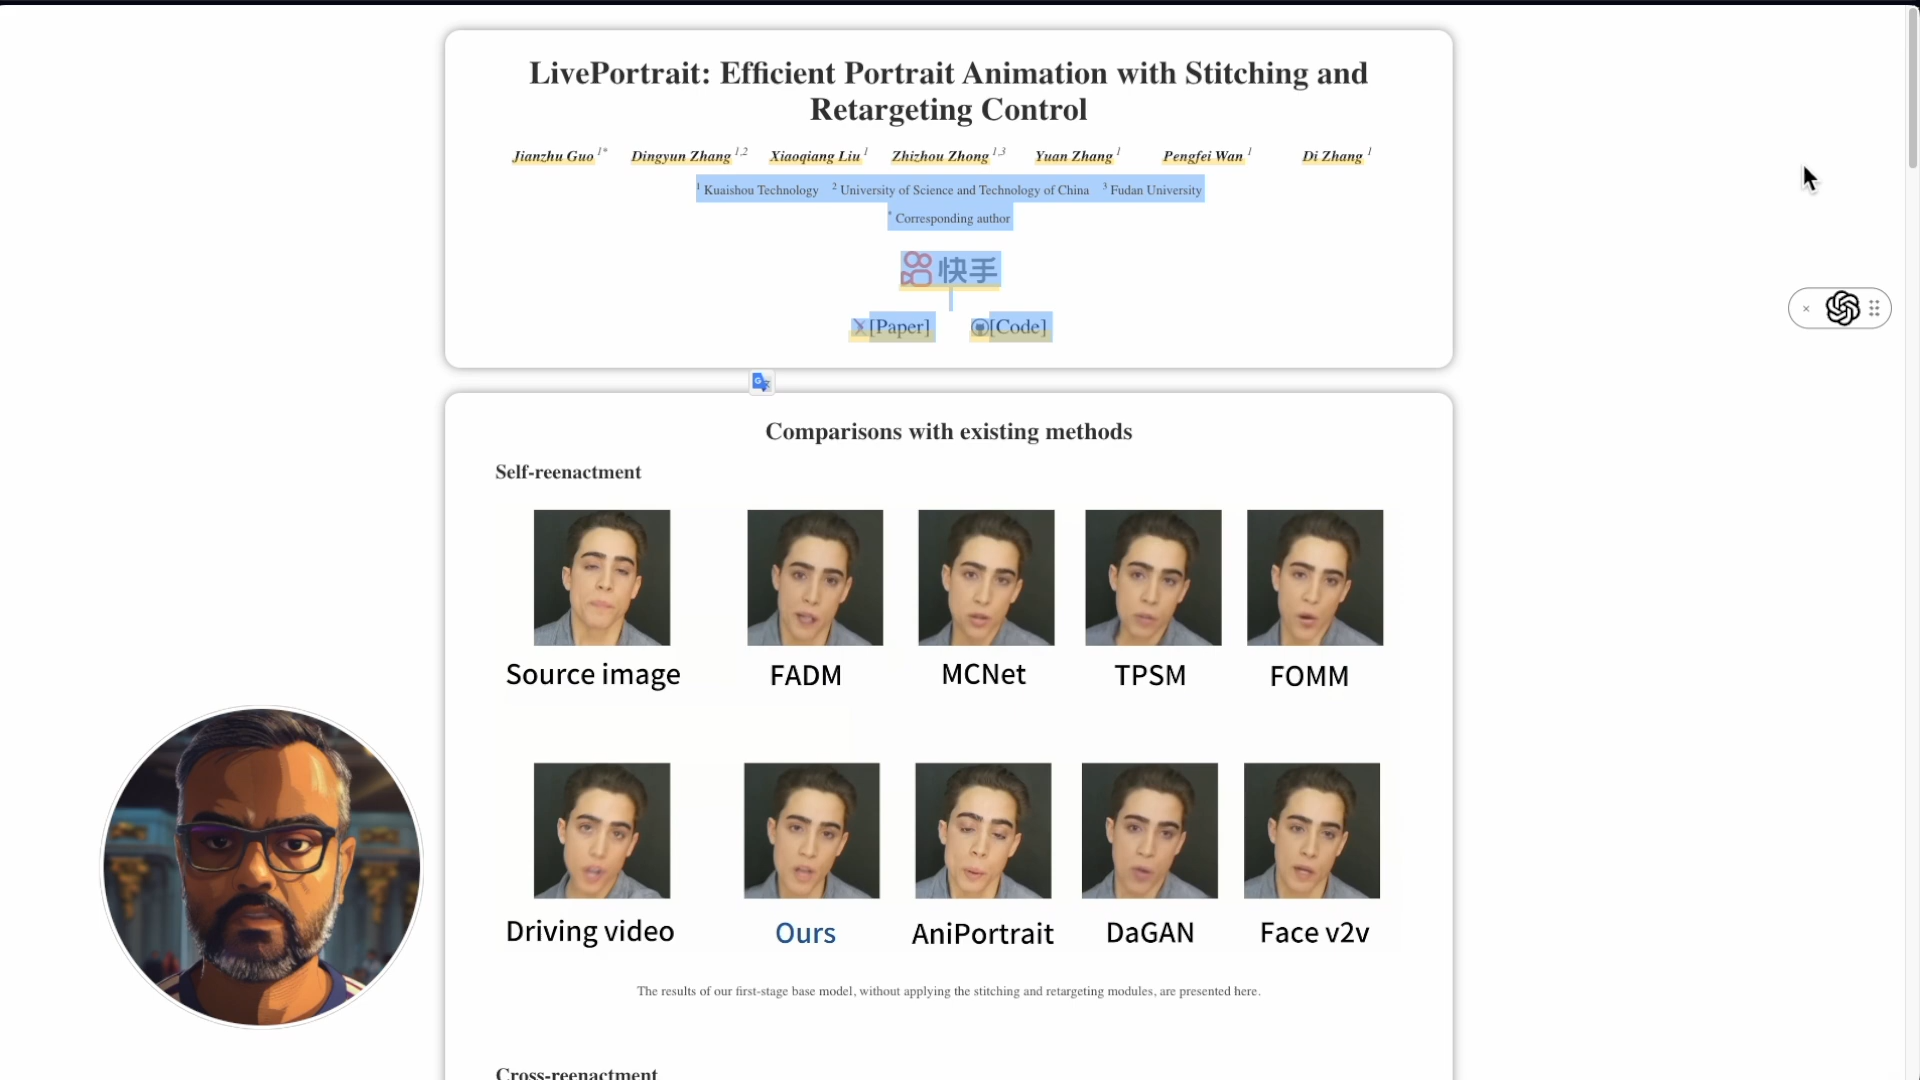 LivePortrait: Efficient Portrait Animation with Stitching and
Retargeting Control
Jianzhu Guo 1* Dingyun Zhang 1,2 Xiaoqiang Liu 1 Zhizhou Zhong 1,3 Yuan Zhang 1 Pengfei Wan 1 Di Zhang 1
1 Kuaishou Technology 2 University of Science and Technology of China 3 Fudan University
* Corresponding author
快手
[Paper] [Code]
Comparisons with existing methods
Self-reenactment
Source image FADM MCNet TPSM FOMM
Driving video Ours AniPortrait DaGAN Face v2v
The results of our first-stage base model, without applying the stitching and retargeting modules, are presented here.
Cross-reenactment